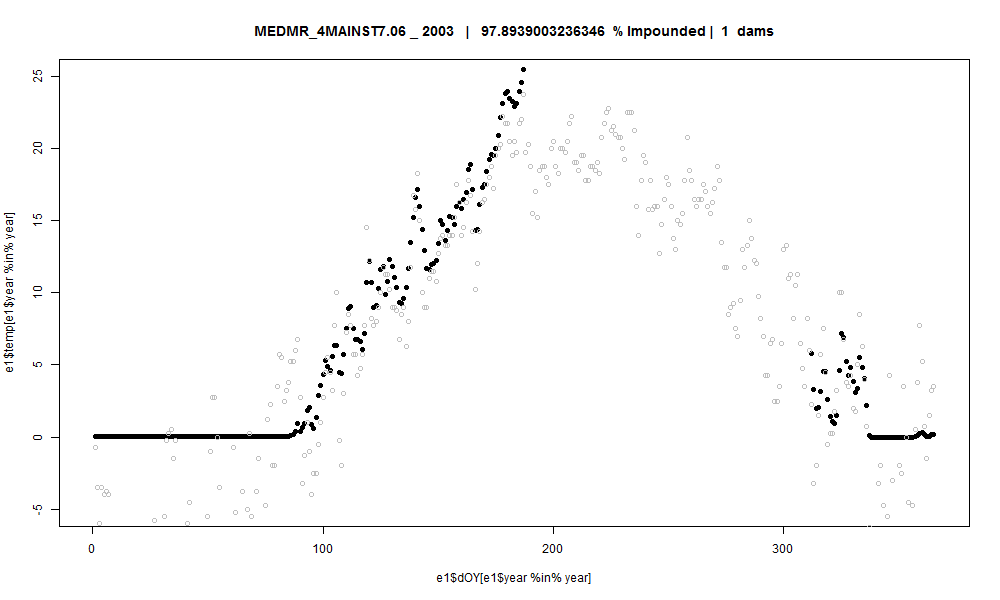 MEDMR_4MAINST7.06 _ 2003 | 97.8939003236346 % Impounded | 1 dams
25
20
15
10
5
0
-5
e1$temp[e1$year %in% year]
0 100 200 300
e1$dOY[e1$year %in% year]